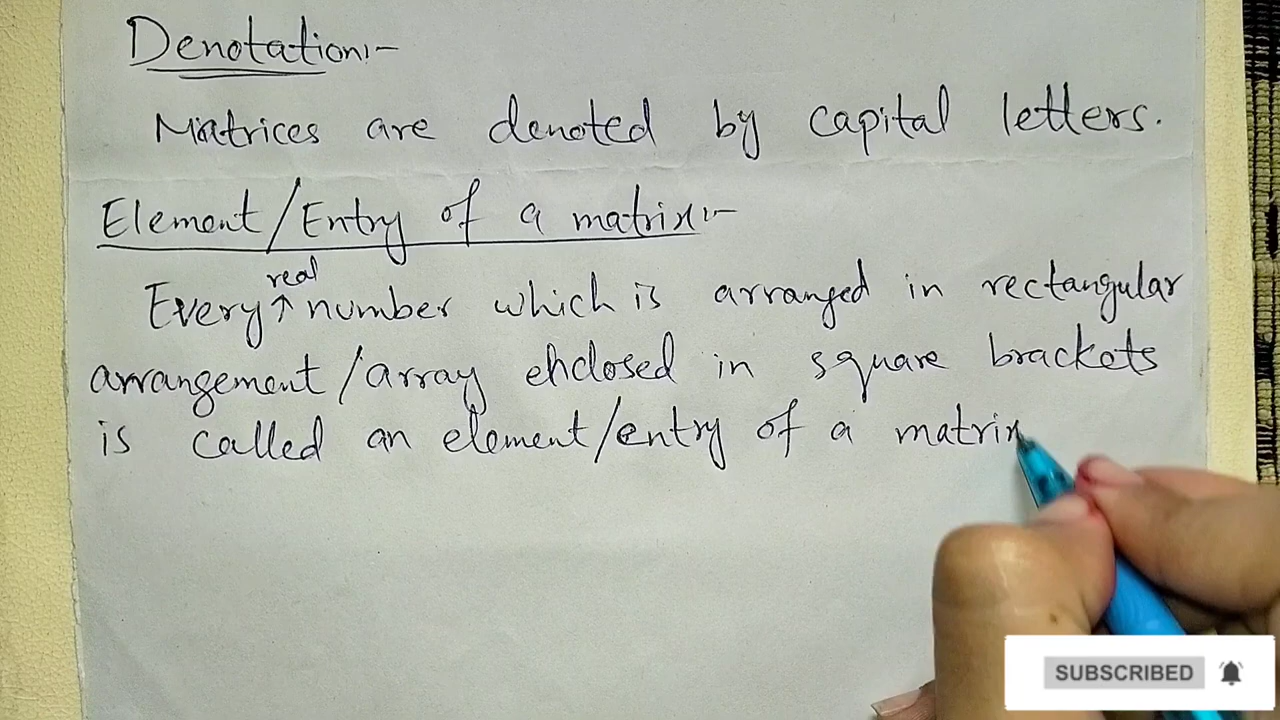 Denotation:-
Matrices are denoted by capital letters.
Element/Entry of a matrix:-
real
Every↑ number which is arranged in rectangular
arrangement/array enclosed in square brackets
is called an element/entry of a matrix
SUBSCRIBED